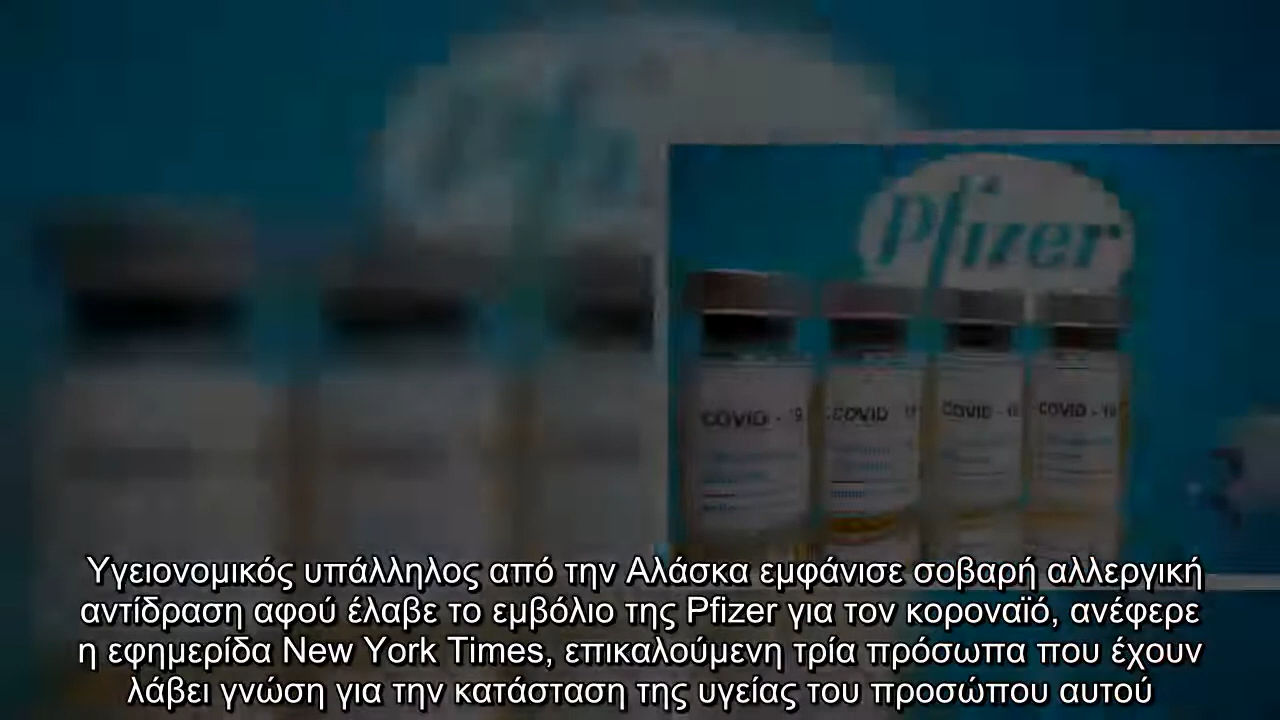 Pfizer
COVID - 19 COVID COVID COVID - 19
Υγειονομικός υπάλληλος από την Αλάσκα εμφάνισε σοβαρή αλλεργική
αντίδραση αφού έλαβε το εμβόλιο της Pfizer για τον κοροναϊό, ανέφερε
η εφημερίδα New York Times, επικαλούμενη τρία πρόσωπα που έχουν
λάβει γνώση για την κατάσταση της υγείας του προσώπου αυτού